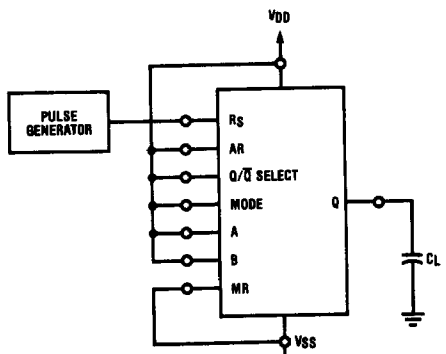 VDD
PULSE
GENERATOR
RS
AR
Q/Q̅ SELECT
MODE
Q
A
B
CL
MR
VSS